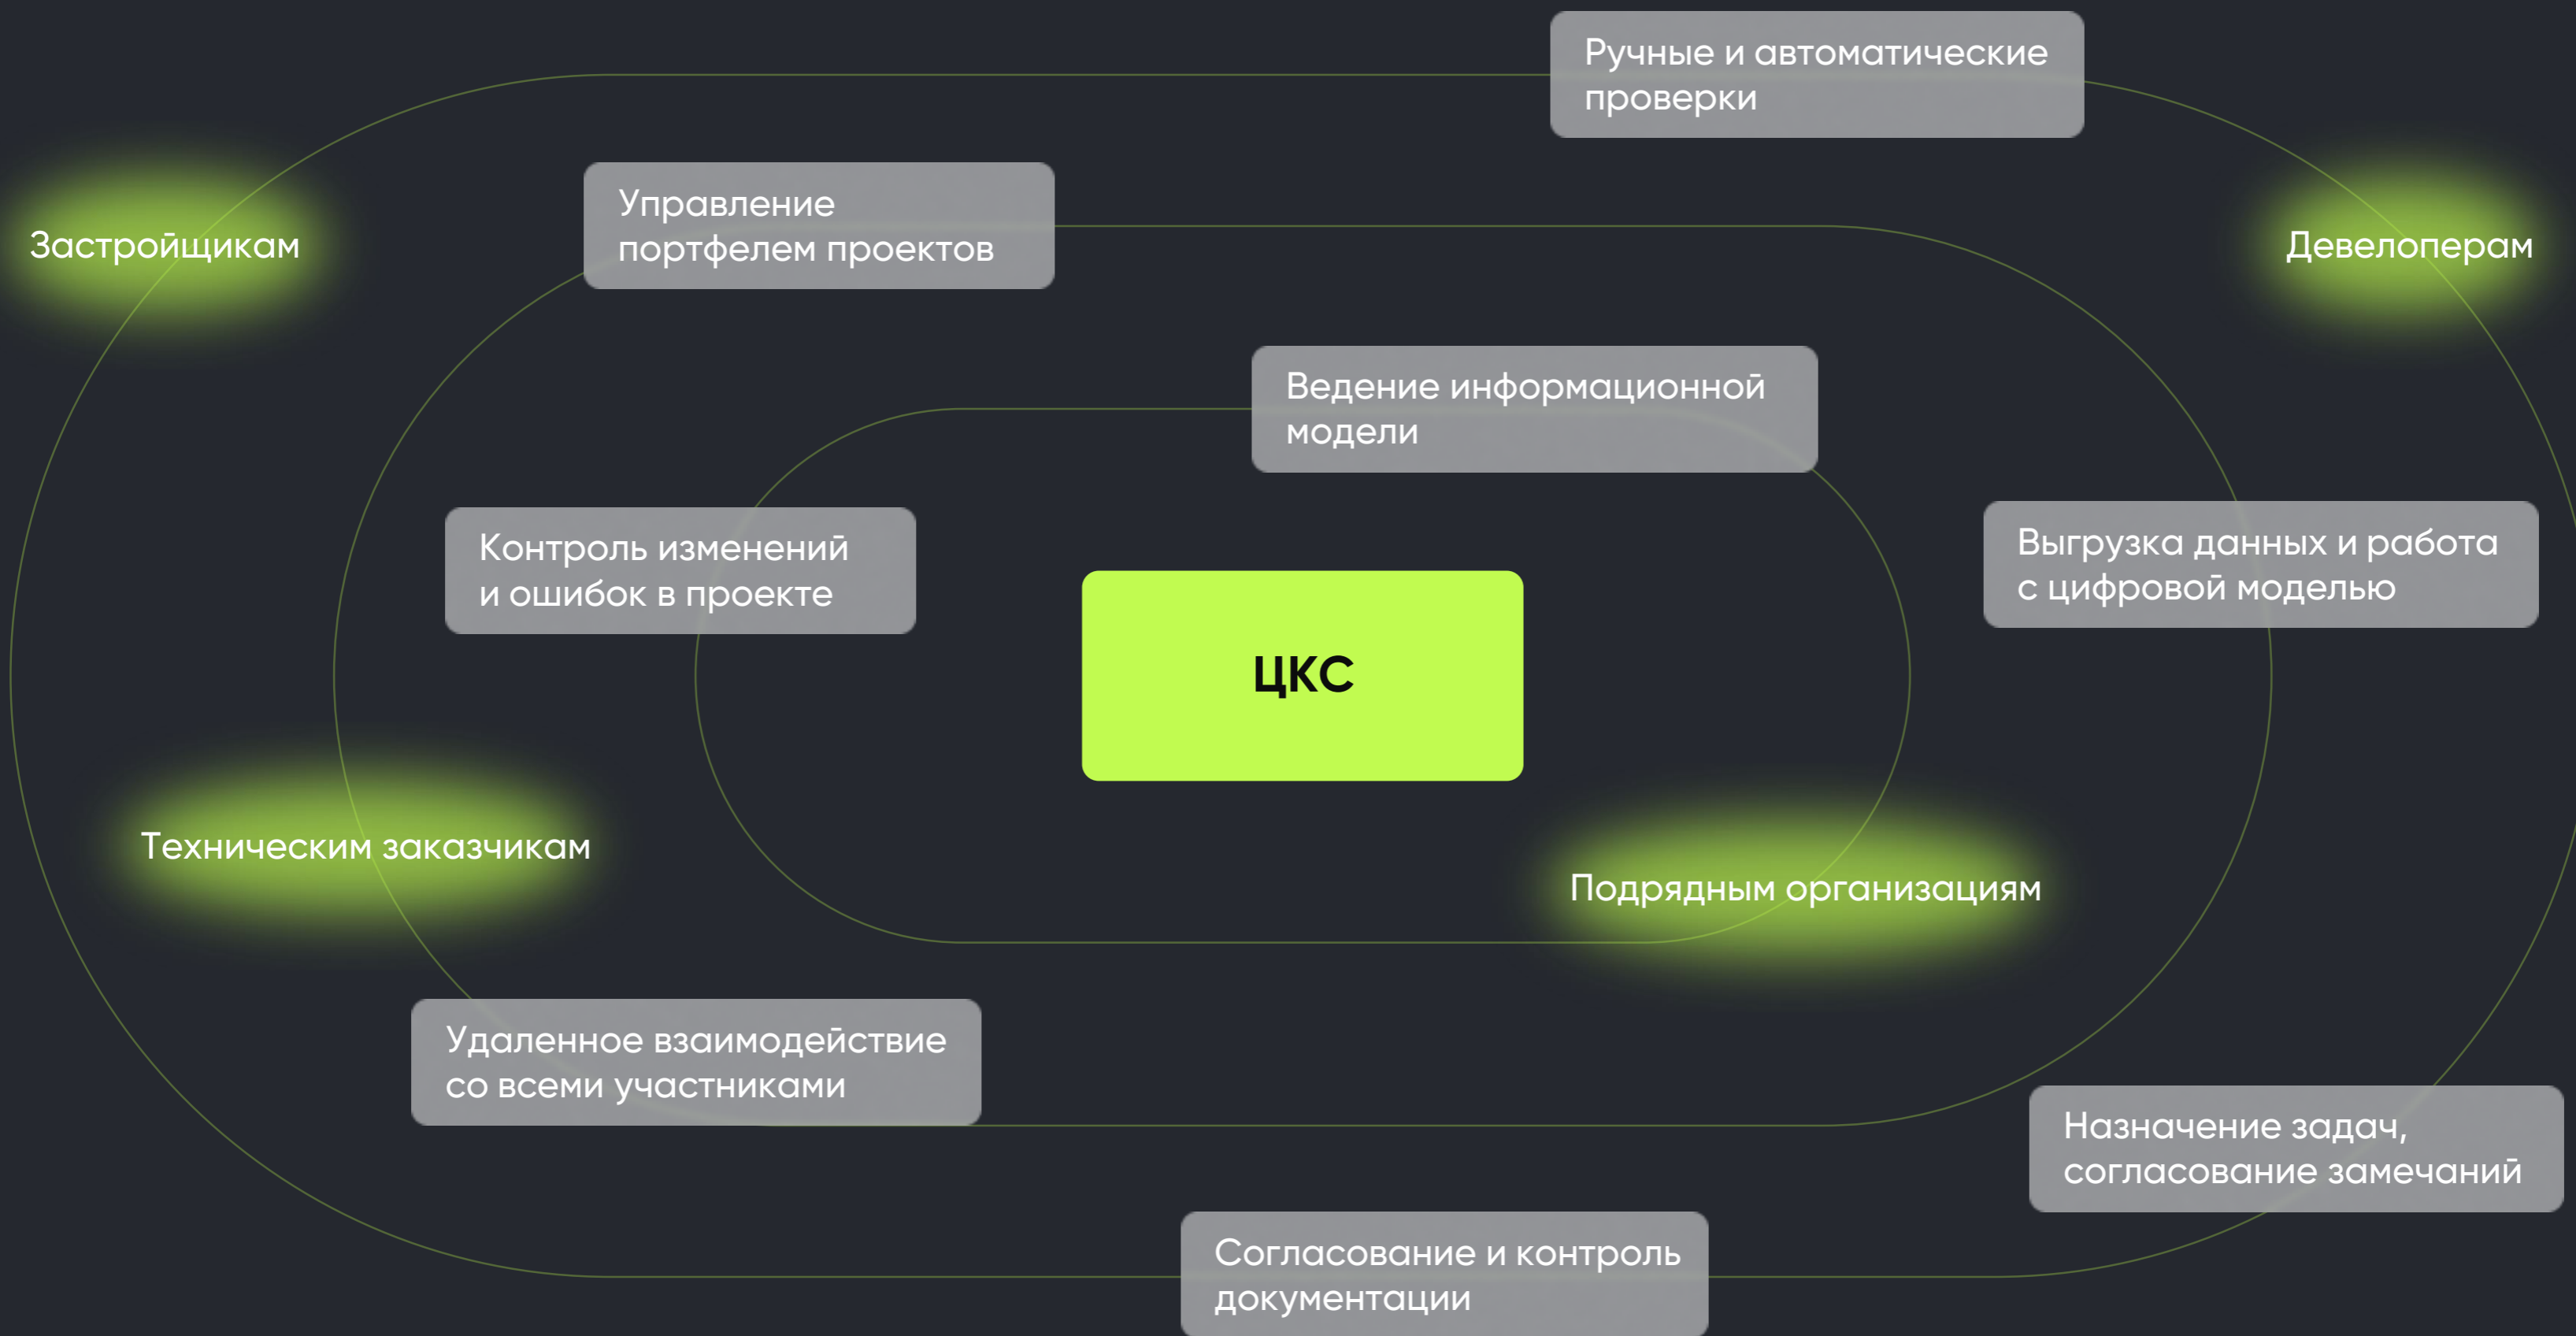 Ручные и автоматические
проверки
Управление
портфелем проектов
Застройщикам
Девелоперам
Ведение информационной
модели
Контроль изменений
и ошибок в проекте
Выгрузка данных и работа
с цифровой моделью
ЦКС
Техническим заказчикам
Подрядным организациям
Удаленное взаимодействие
со всеми участниками
Назначение задач,
согласование замечаний
Согласование и контроль
документации